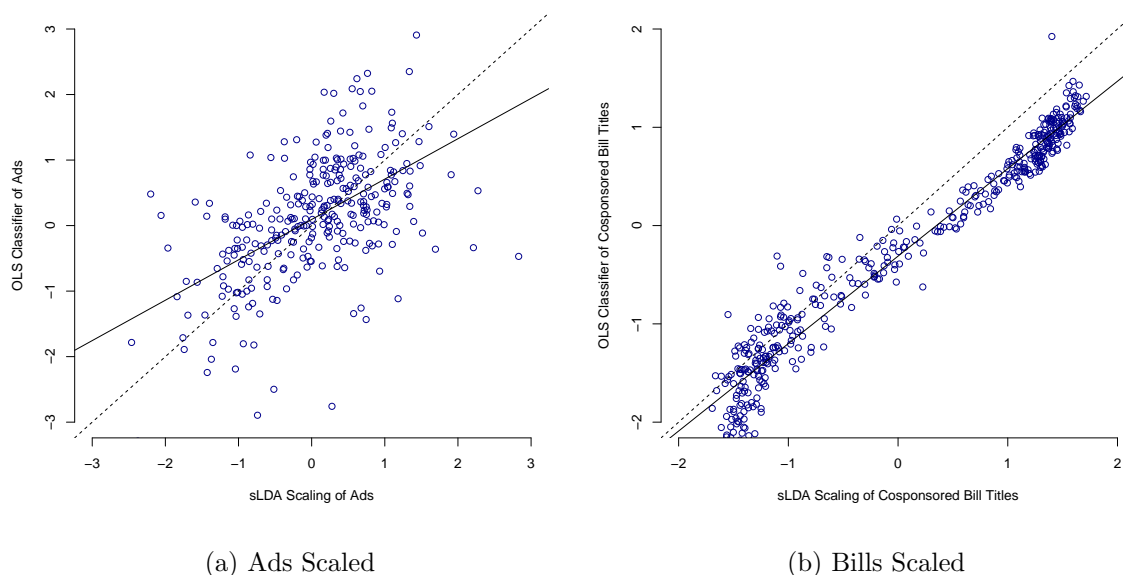 3
2
1
0
−1
−2
−3
OLS Classifier of Ads
−3 −2 −1 0 1 2 3
sLDA Scaling of Ads
(a) Ads Scaled
2
1
0
−1
−2
OLS Classifier of Cosponsored Bill Titles
−2 −1 0 1 2
sLDA Scaling of Cosponsored Bill Titles
(b) Bills Scaled